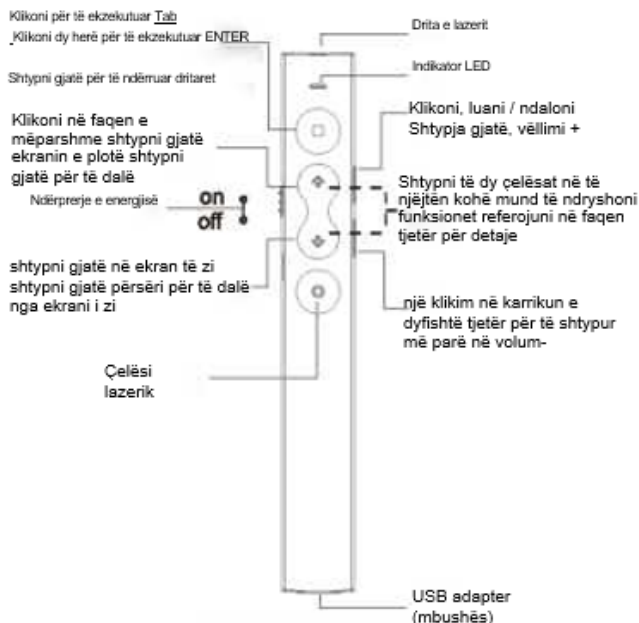 Klikoni për të ekzekutuar Tab
Klikoni dy herë për të ekzekutuar ENTER
Shtypni gjatë për të ndërruar dritaret
Klikoni në faqen e
mëparshme shtypni gjatë
ekranin e plotë shtypni
gjatë për të dalë
Ndërprerje e energjisë
on
off
shtypni gjatë në ekran të zi
shtypni gjatë përsëri për të dalë
nga ekrani i zi
Çelësi
lazerik
Drita e lazerit
Indikator LED
Klikoni, luani / ndaloni
Shtypja gjatë, vëllimi +
Shtypni të dy çelësat në të
njëjtën kohë mund të ndryshoni
funksionet referojuni në faqen
tjetër për detaje
një klikim në karrikun e
dyfishtë tjetër për të shtypur
më parë në volum-
USB adapter
(mbushës)